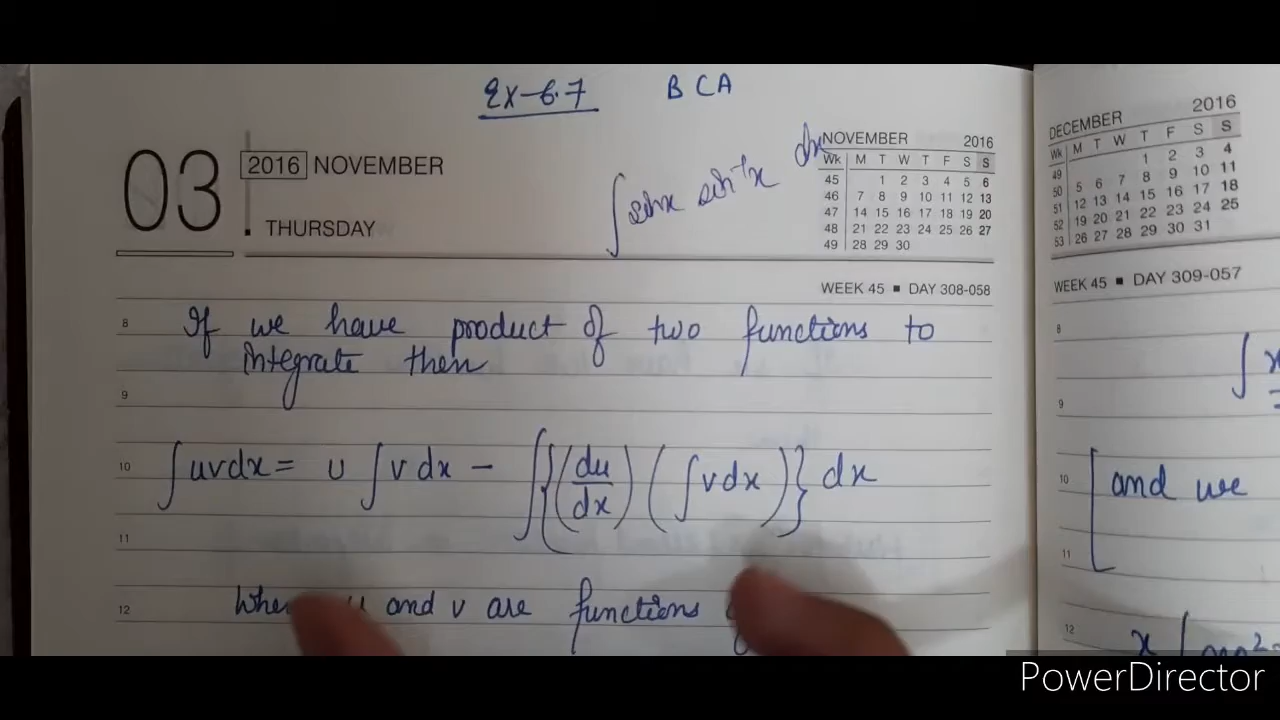 Ex-6.7 BCA
03 2016 NOVEMBER
THURSDAY
∫ sinx sin⁻¹x dx
NOVEMBER 2016
Wk M T W T F S S
45 1 2 3 4 5 6
46 7 8 9 10 11 12 13
47 14 15 16 17 18 19 20
48 21 22 23 24 25 26 27
49 28 29 30
WEEK 45 ■ DAY 308-058
8 If we have product of two functions to
integrate then
9
10 ∫uvdx = u ∫v dx - ∫{(du/dx) (∫vdx)} dx
11
12 u and v are functions
DECEMBER 2016
Wk M T W T F S S
49 1 2 3 4
50 5 6 7 8 9 10 11
51 12 13 14 15 16 17 18
52 19 20 21 22 23 24 25
53 26 27 28 29 30 31
WEEK 45 ■ DAY 309-057
8
9
10 [and we
11
12
PowerDirector